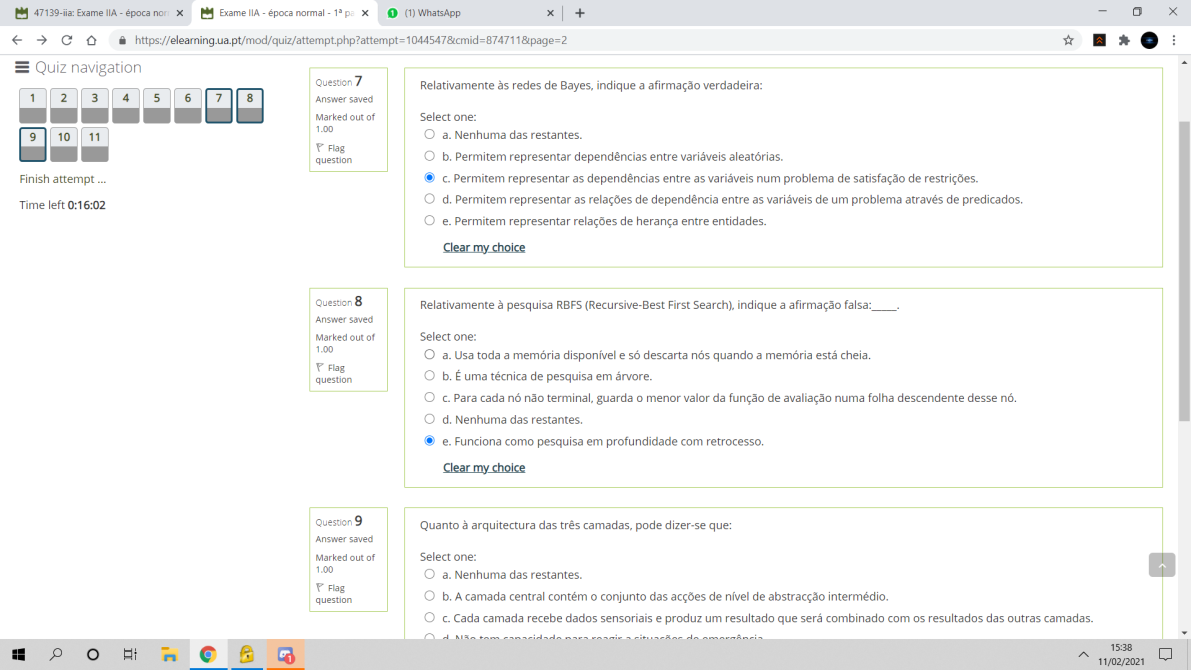 47139-iia: Exame IIA - época nor
Exame IIA - época normal - 1ª pa
(1) WhatsApp
https://elearning.ua.pt/mod/quiz/attempt.php?attempt=1044547&cmid=874711&page=2
Quiz navigation
1 2 3 4 5 6 7 8
9 10 11
Finish attempt ...
Time left 0:16:02
Question 7
Answer saved
Marked out of
1.00
Flag
question
Relativamente às redes de Bayes, indique a afirmação verdadeira:
Select one:
a. Nenhuma das restantes.
b. Permitem representar dependências entre variáveis aleatórias.
c. Permitem representar as dependências entre as variáveis num problema de satisfação de restrições.
d. Permitem representar as relações de dependência entre as variáveis de um problema através de predicados.
e. Permitem representar relações de herança entre entidades.
Clear my choice
Question 8
Answer saved
Marked out of
1.00
Flag
question
Relativamente à pesquisa RBFS (Recursive-Best First Search), indique a afirmação falsa:_____.
Select one:
a. Usa toda a memória disponível e só descarta nós quando a memória está cheia.
b. É uma técnica de pesquisa em árvore.
c. Para cada nó não terminal, guarda o menor valor da função de avaliação numa folha descendente desse nó.
d. Nenhuma das restantes.
e. Funciona como pesquisa em profundidade com retrocesso.
Clear my choice
Question 9
Answer saved
Marked out of
1.00
Flag
question
Quanto à arquitectura das três camadas, pode dizer-se que:
Select one:
a. Nenhuma das restantes.
b. A camada central contém o conjunto das acções de nível de abstracção intermédio.
c. Cada camada recebe dados sensoriais e produz um resultado que será combinado com os resultados das outras camadas.
d. Não tem capacidade para reagir a situações de emergência.
15:38
11/02/2021